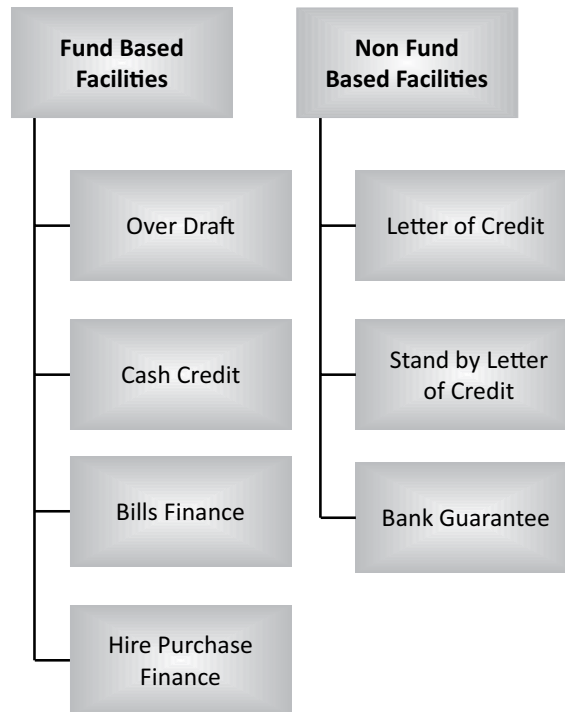 Fund Based
Facilities
Over Draft
Cash Credit
Bills Finance
Hire Purchase
Finance
Non Fund
Based Facilities
Letter of Credit
Stand by Letter
of Credit
Bank Guarantee